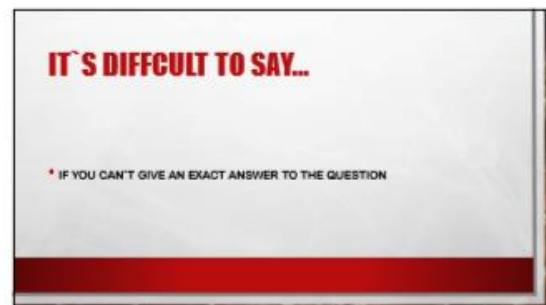 IT`S DIFFCULT TO SAY...
* IF YOU CAN`T GIVE AN EXACT ANSWER TO THE QUESTION